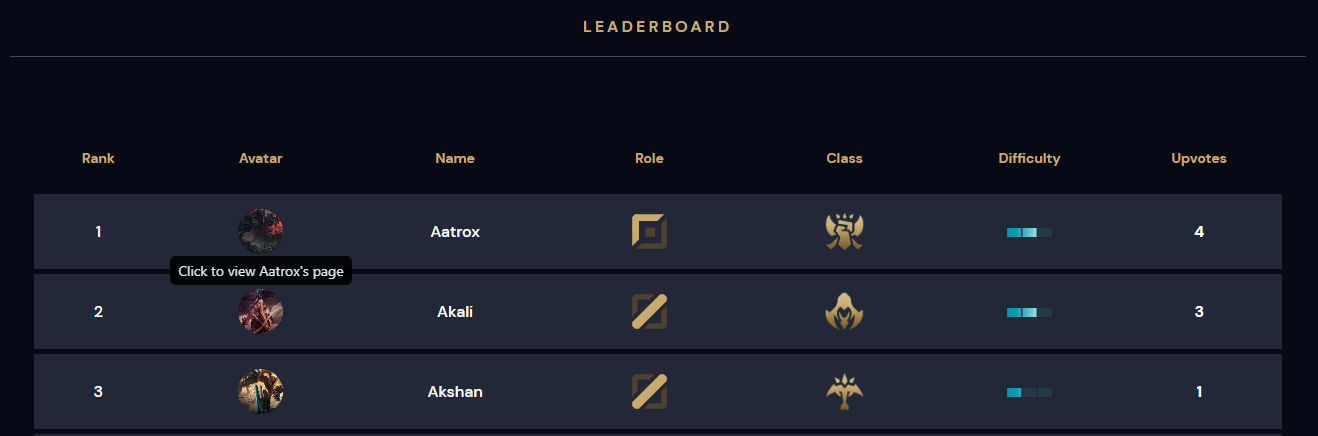 LEADERBOARD
Rank Avatar Name Role Class Difficulty Upvotes
1 Aatrox 4
Click to view Aatrox's page
2 Akali 3
3 Akshan 1